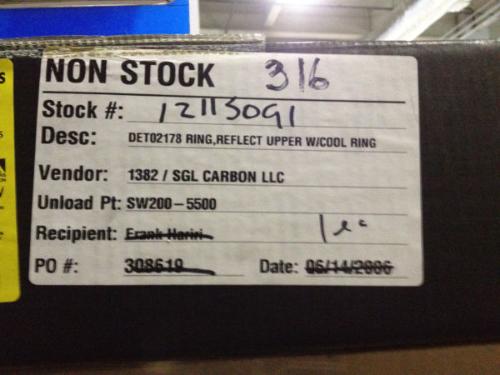 NON STOCK 316
Stock #: 12115091
Desc: DET02178 RING,REFLECT UPPER W/COOL RING
Vendor: 1382 / SGL CARBON LLC
Unload Pt: SW200-5500
Recipient: Frank Hariri
PO #: 308619 Date: 06/14/2006